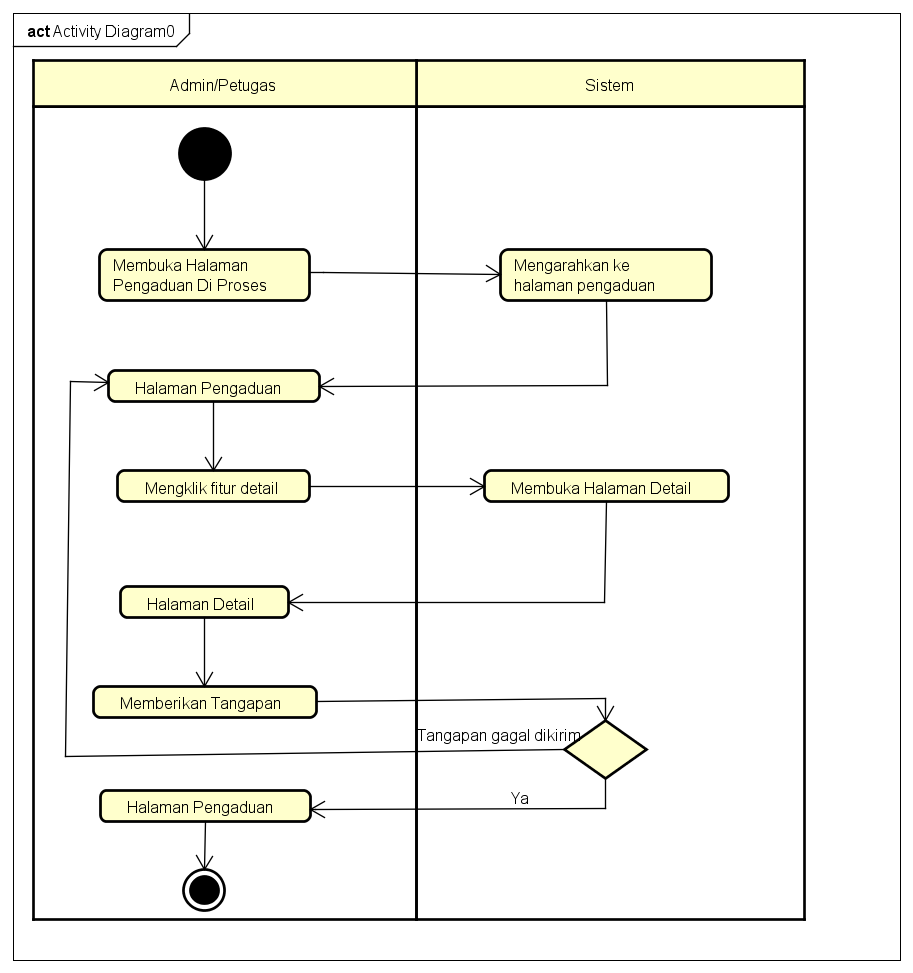 act Activity Diagram0
Admin/Petugas
Sistem
Membuka Halaman
Pengaduan Di Proses
Mengarahkan ke
halaman pengaduan
Halaman Pengaduan
Mengklik fitur detail
Membuka Halaman Detail
Halaman Detail
Memberikan Tangapan
Tangapan gagal dikirim
Ya
Halaman Pengaduan